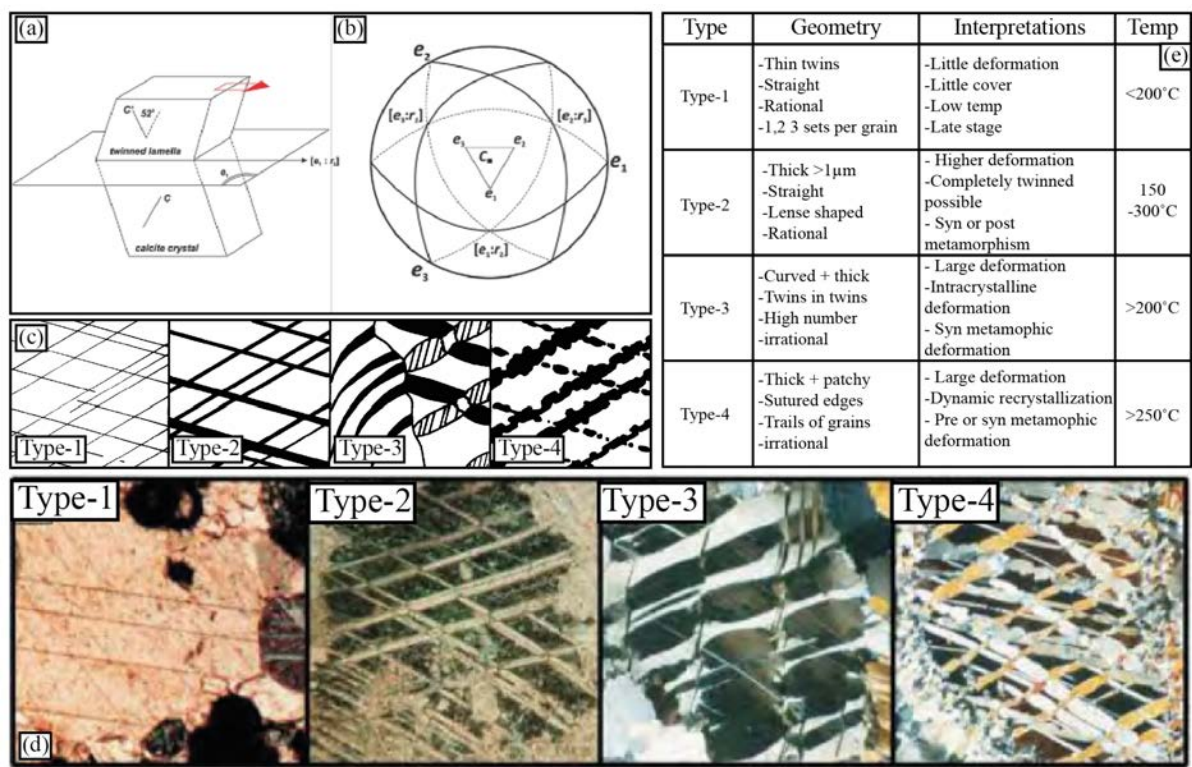 (a)
C'
52°
twinned lamella
e₁
[e₁ : r₂]
C
calcite crystal
(b)
e₂
[e₃:r₁]
[e₂:r₃]
e₃
e₂
C
e₁
e₁
[e₁:r₂]
e₃
(c)
Type-1
Type-2
Type-3
Type-4
Type
Geometry
Interpretations
Temp
(e)
Type-1
-Thin twins
-Straight
-Rational
-1,2 3 sets per grain
-Little deformation
-Little cover
-Low temp
-Late stage
<200˚C
Type-2
-Thick >1µm
-Straight
-Lense shaped
-Rational
- Higher deformation
-Completely twinned
possible
- Syn or post
metamorphism
150
-300˚C
Type-3
-Curved + thick
-Twins in twins
-High number
-irrational
- Large deformation
-Intracrystalline
deformation
- Syn metamophic
deformation
>200˚C
Type-4
-Thick + patchy
-Sutured edges
-Trails of grains
-irrational
- Large deformation
-Dynamic recrystallization
- Pre or syn metamophic
deformation
>250˚C
Type-1
Type-2
Type-3
Type-4
(d)